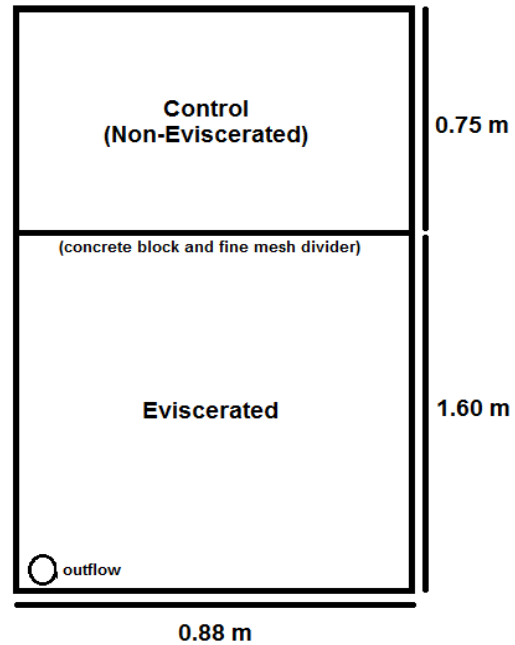 Control
(Non-Eviscerated)
0.75 m
(concrete block and fine mesh divider)
Eviscerated
1.60 m
outflow
0.88 m